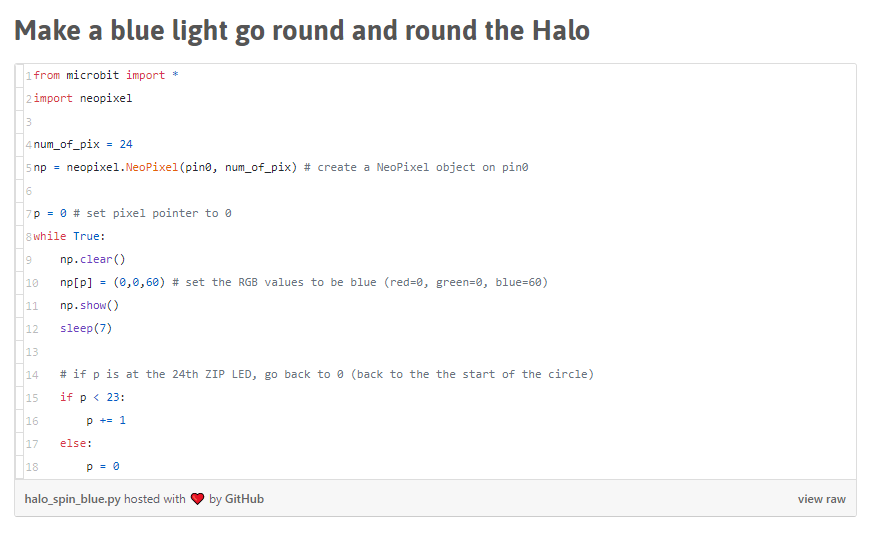 Make a blue light go round and round the Halo
1 from microbit import *
2 import neopixel
3
4 num_of_pix = 24
5 np = neopixel.NeoPixel(pin0, num_of_pix) # create a NeoPixel object on pin0
6
7 p = 0 # set pixel pointer to 0
8 while True:
9     np.clear()
10     np[p] = (0,0,60) # set the RGB values to be blue (red=0, green=0, blue=60)
11     np.show()
12     sleep(7)
13
14     # if p is at the 24th ZIP LED, go back to 0 (back to the the start of the circle)
15     if p < 23:
16         p += 1
17     else:
18         p = 0
halo_spin_blue.py hosted with ❤ by GitHub view raw